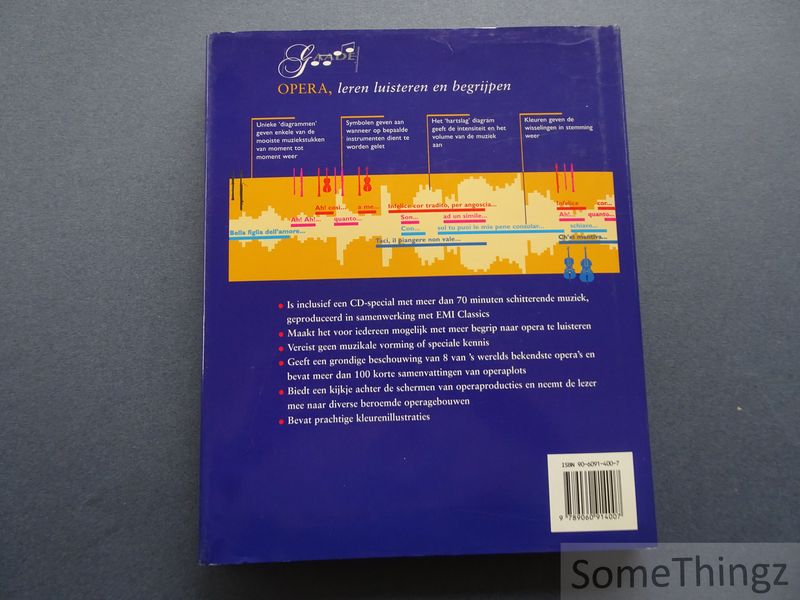 GAADE
OPERA, leren luisteren en begrijpen
Unieke 'diagrammen'
geven enkele van de
mooiste muziekstukken
van moment tot
moment weer
Symbolen geven aan
wanneer op bepaalde
instrumenten dient te
worden gelet
Het 'hartslag' diagram
geeft de intensiteit en het
volume van de muziek
aan
Kleuren geven de
wisselingen in stemming
weer
Ah! cosi... a me... Infelice cor tradito, per angoscia... Infelice cor...
Ah! Ah!... quanto... Son... ad un simile... Ah!... quanto...
Bella figlia dell'amore... Con... sol tu puoi le mie pene consolar... schiavo...
Taci, il piangere non vale... Ch'ei mentiva...
• Is inclusief een CD-special met meer dan 70 minuten schitterende muziek,
geproduceerd in samenwerking met EMI Classics
• Maakt het voor iedereen mogelijk met meer begrip naar opera te luisteren
• Vereist geen muzikale vorming of speciale kennis
• Geeft een grondige beschouwing van 8 van 's werelds bekendste opera's en
bevat meer dan 100 korte samenvattingen van operaplots
• Biedt een kijkje achter de schermen van operaproducties en neemt de lezer
mee naar diverse beroemde operagebouwen
• Bevat prachtige kleurenillustraties
ISBN 90-6091-400-7
9 789060 914007
SomeThingz